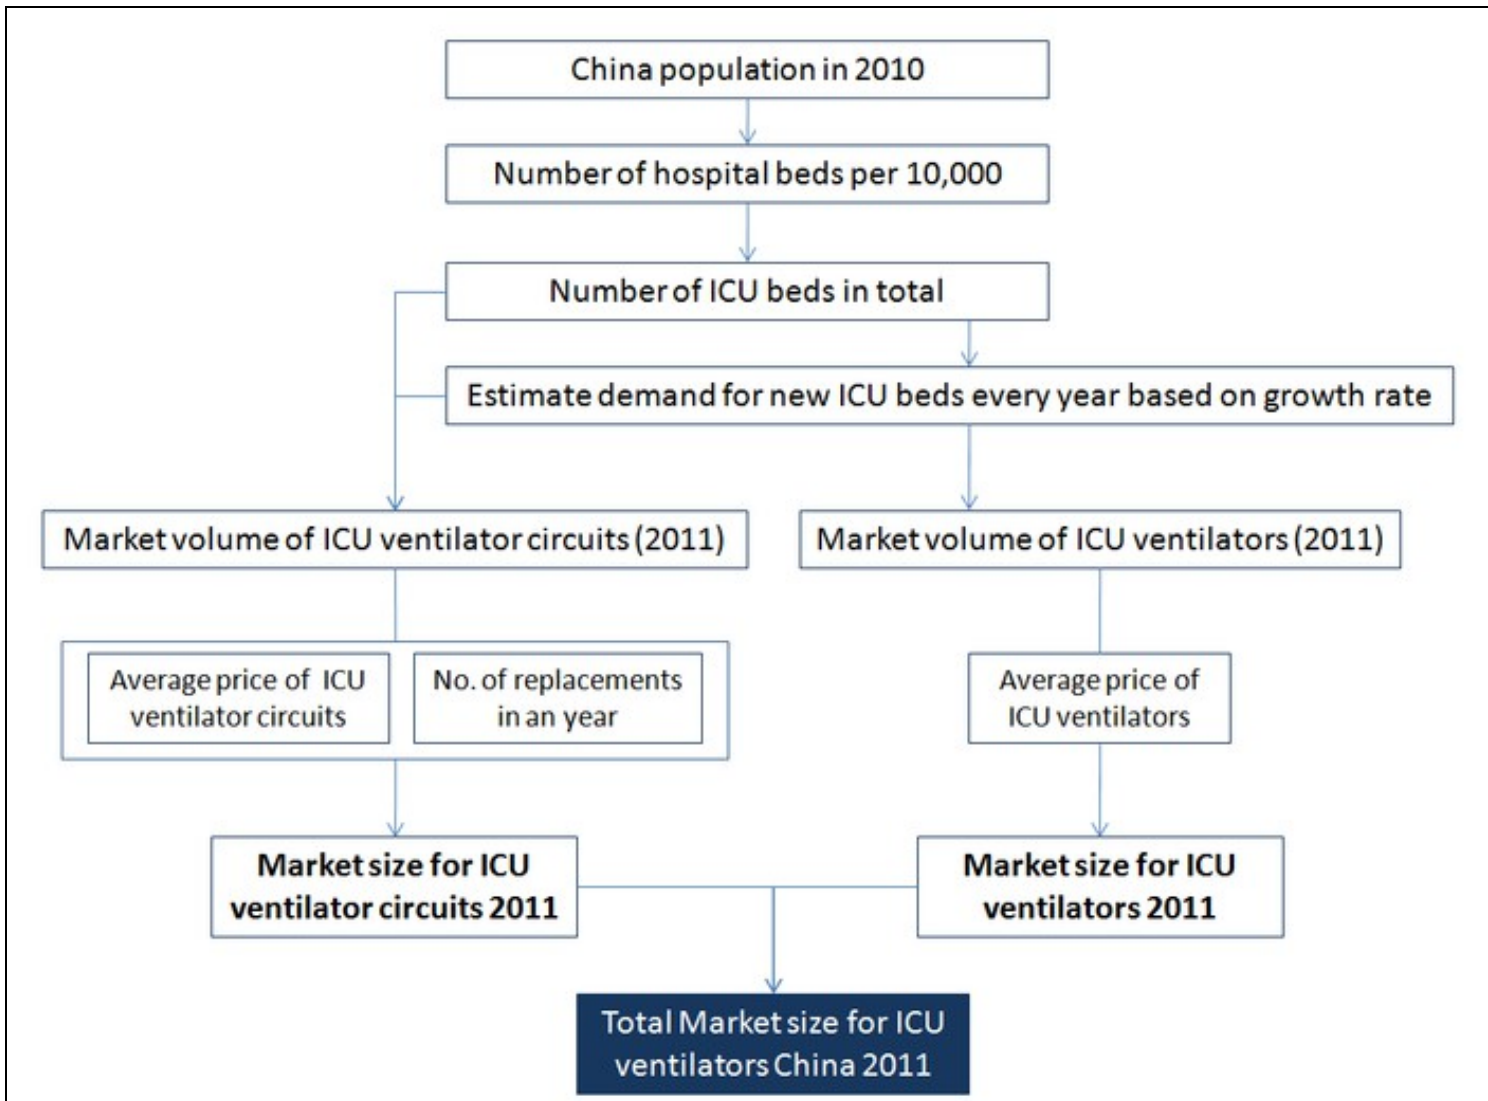 China population in 2010
Number of hospital beds per 10,000
Number of ICU beds in total
Estimate demand for new ICU beds every year based on growth rate
Market volume of ICU ventilator circuits (2011)
Market volume of ICU ventilators (2011)
Average price of ICU
ventilator circuits
No. of replacements
in an year
Average price of
ICU ventilators
Market size for ICU
ventilator circuits 2011
Market size for ICU
ventilators 2011
Total Market size for ICU
ventilators China 2011